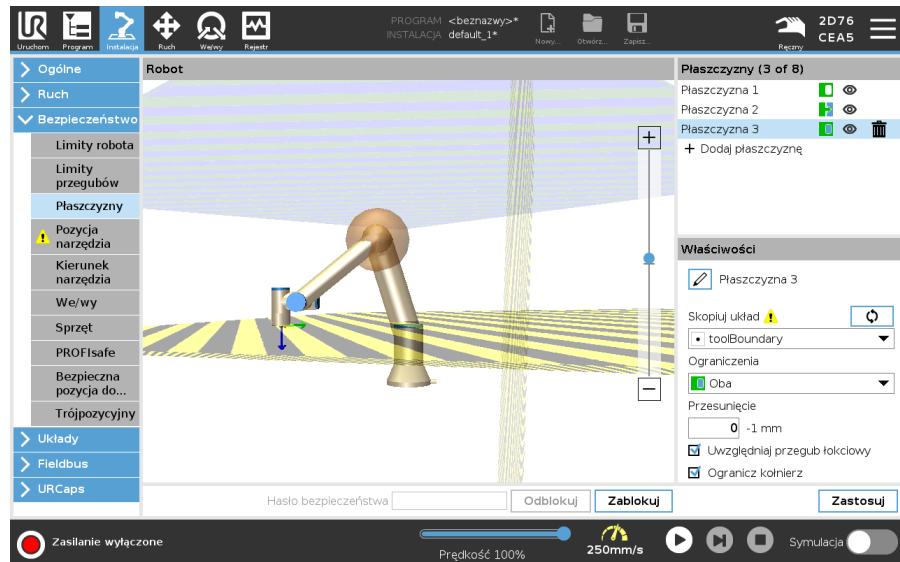 PROGRAM <beznazwy>*
INSTALACJA default_1*
Nowy...
Otwórz...
Zapisz...
Uruchom
Program
Instalacja
Ruch
We/wy
Rejestr
Ręczny
2D76
CEA5
Ogólne
Ruch
Bezpieczeństwo
Limity robota
Limity
przegubów
Płaszczyzny
Pozycja
narzędzia
Kierunek
narzędzia
We/wy
Sprzęt
PROFIsafe
Bezpieczna
pozycja do...
Trójpozycyjny
Układy
Fieldbus
URCaps
Robot
Płaszczyzny (3 of 8)
Płaszczyzna 1
Płaszczyzna 2
Płaszczyzna 3
+ Dodaj płaszczyznę
Właściwości
Płaszczyzna 3
Skopiuj układ
toolBoundary
Ograniczenia
Oba
Przesunięcie
0 -1 mm
Uwzględniaj przegub łokciowy
Ogranicz kołnierz
Hasło bezpieczeństwa
Odblokuj
Zablokuj
Zastosuj
Zasilanie wyłączone
Prędkość 100%
250mm/s
Symulacja